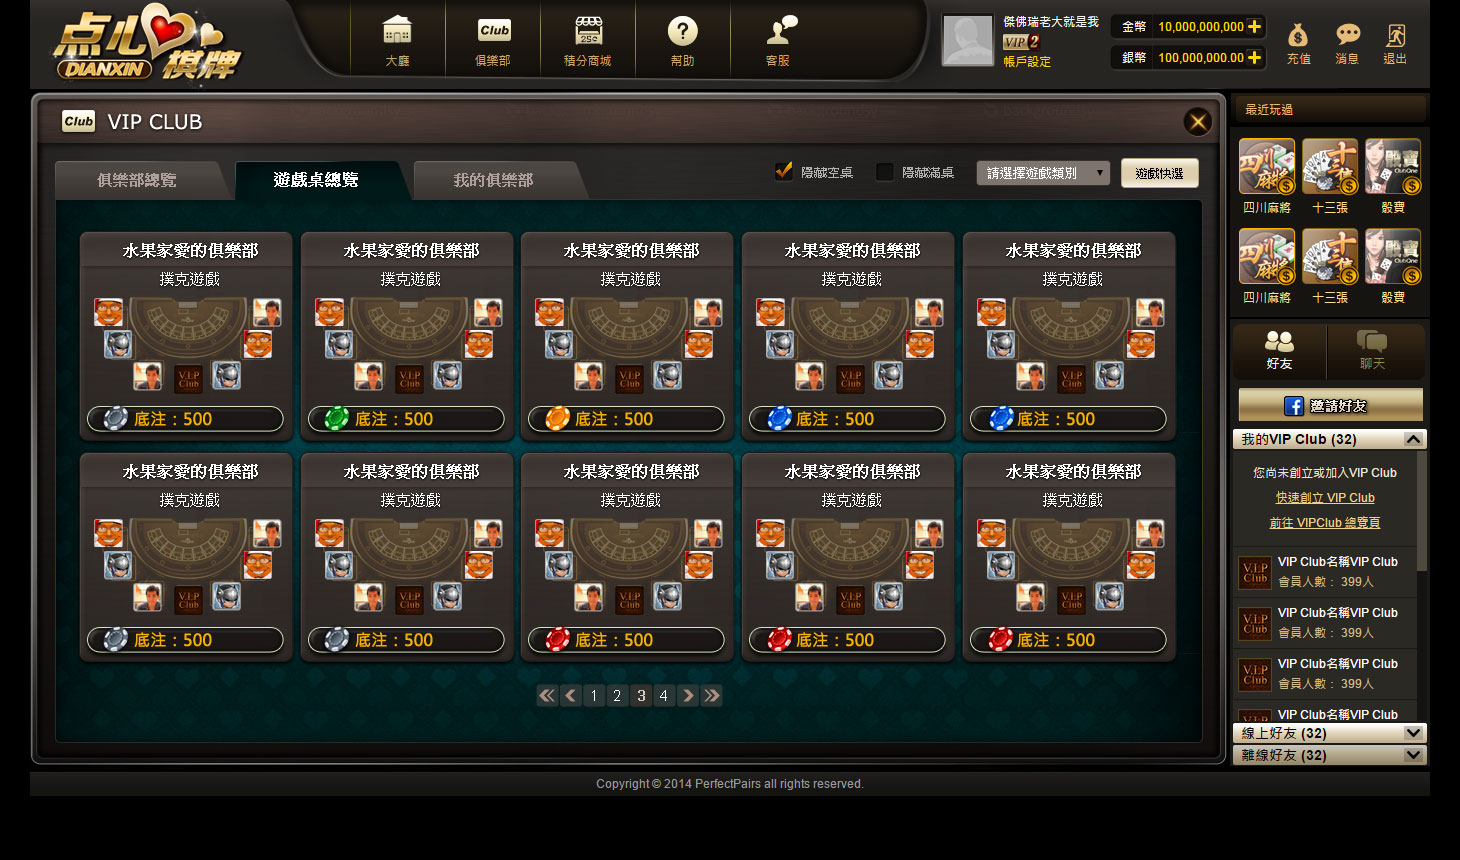 点心
棋牌
DIANXIN
大廳
Club
俱樂部
25¢
積分商城
?
幫助
客服
傑佛瑞老大就是我
VIP 2
帳戶設定
金幣 10,000,000,000
銀幣 100,000,000.00
充值
消息
退出
Club VIP CLUB
俱樂部總覽
遊戲桌總覽
我的俱樂部
隱藏空桌
隱藏滿桌
請選擇遊戲類別
遊戲快選
水果家愛的俱樂部
撲克遊戲
V.I.P
Club
底注：500
水果家愛的俱樂部
撲克遊戲
V.I.P
Club
底注：500
水果家愛的俱樂部
撲克遊戲
V.I.P
Club
底注：500
水果家愛的俱樂部
撲克遊戲
V.I.P
Club
底注：500
水果家愛的俱樂部
撲克遊戲
V.I.P
Club
底注：500
水果家愛的俱樂部
撲克遊戲
V.I.P
Club
底注：500
水果家愛的俱樂部
撲克遊戲
V.I.P
Club
底注：500
水果家愛的俱樂部
撲克遊戲
V.I.P
Club
底注：500
水果家愛的俱樂部
撲克遊戲
V.I.P
Club
底注：500
水果家愛的俱樂部
撲克遊戲
V.I.P
Club
底注：500
1 2 3 4
最近玩過
四川麻將 十三張 骰寶
四川麻將 十三張 骰寶
好友
聊天
邀請好友
我的VIP Club (32)
您尚未創立或加入VIP Club
快速創立 VIP Club
前往 VIPClub 總覽頁
V.I.P
Club
VIP Club名稱VIP Club
會員人數： 399人
V.I.P
Club
VIP Club名稱VIP Club
會員人數： 399人
V.I.P
Club
VIP Club名稱VIP Club
會員人數： 399人
V.I.P
VIP Club名稱VIP Club
線上好友 (32)
離線好友 (32)
Copyright © 2014 PerfectPairs all rights reserved.